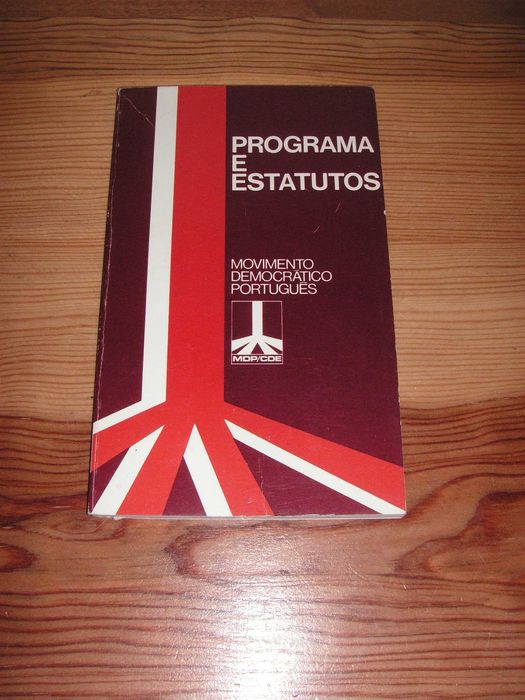 PROGRAMA
E
ESTATUTOS
MOVIMENTO
DEMOCRÁTICO
PORTUGUÊS
MDP/CDE